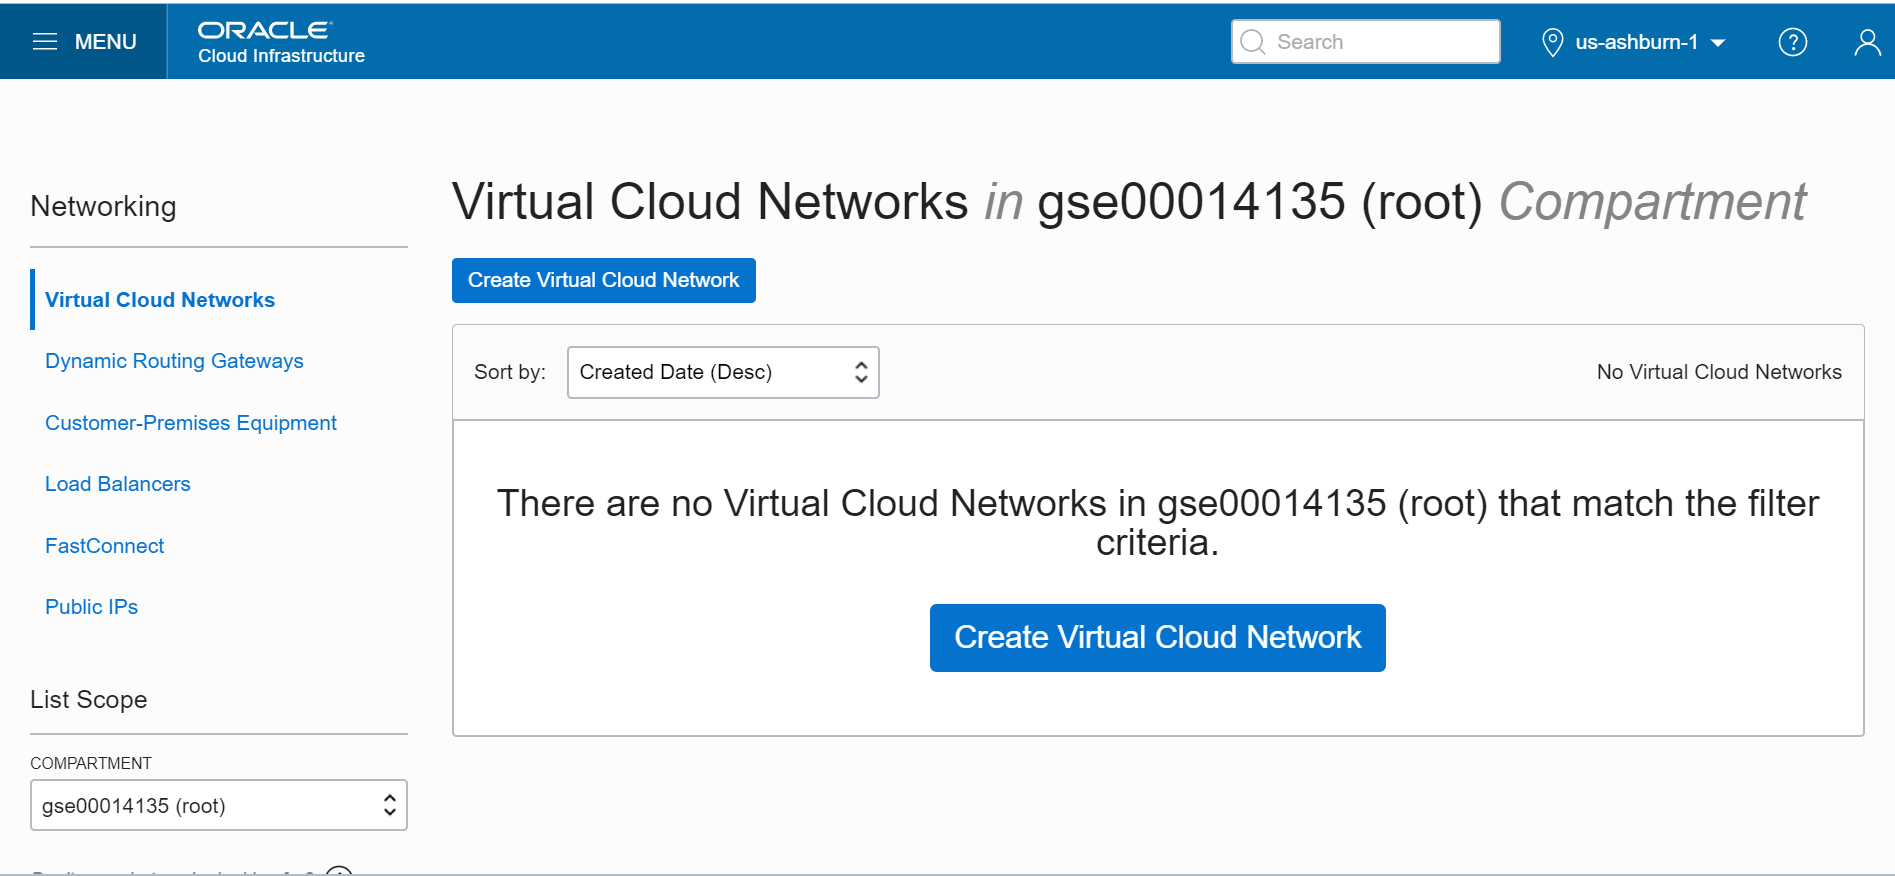 MENU
ORACLE
Cloud Infrastructure
Search
us-ashburn-1
Networking
Virtual Cloud Networks
Dynamic Routing Gateways
Customer-Premises Equipment
Load Balancers
FastConnect
Public IPs
List Scope
COMPARTMENT
gse00014135 (root)
Virtual Cloud Networks in gse00014135 (root) Compartment
Create Virtual Cloud Network
Sort by:
Created Date (Desc)
No Virtual Cloud Networks
There are no Virtual Cloud Networks in gse00014135 (root) that match the filter
criteria.
Create Virtual Cloud Network